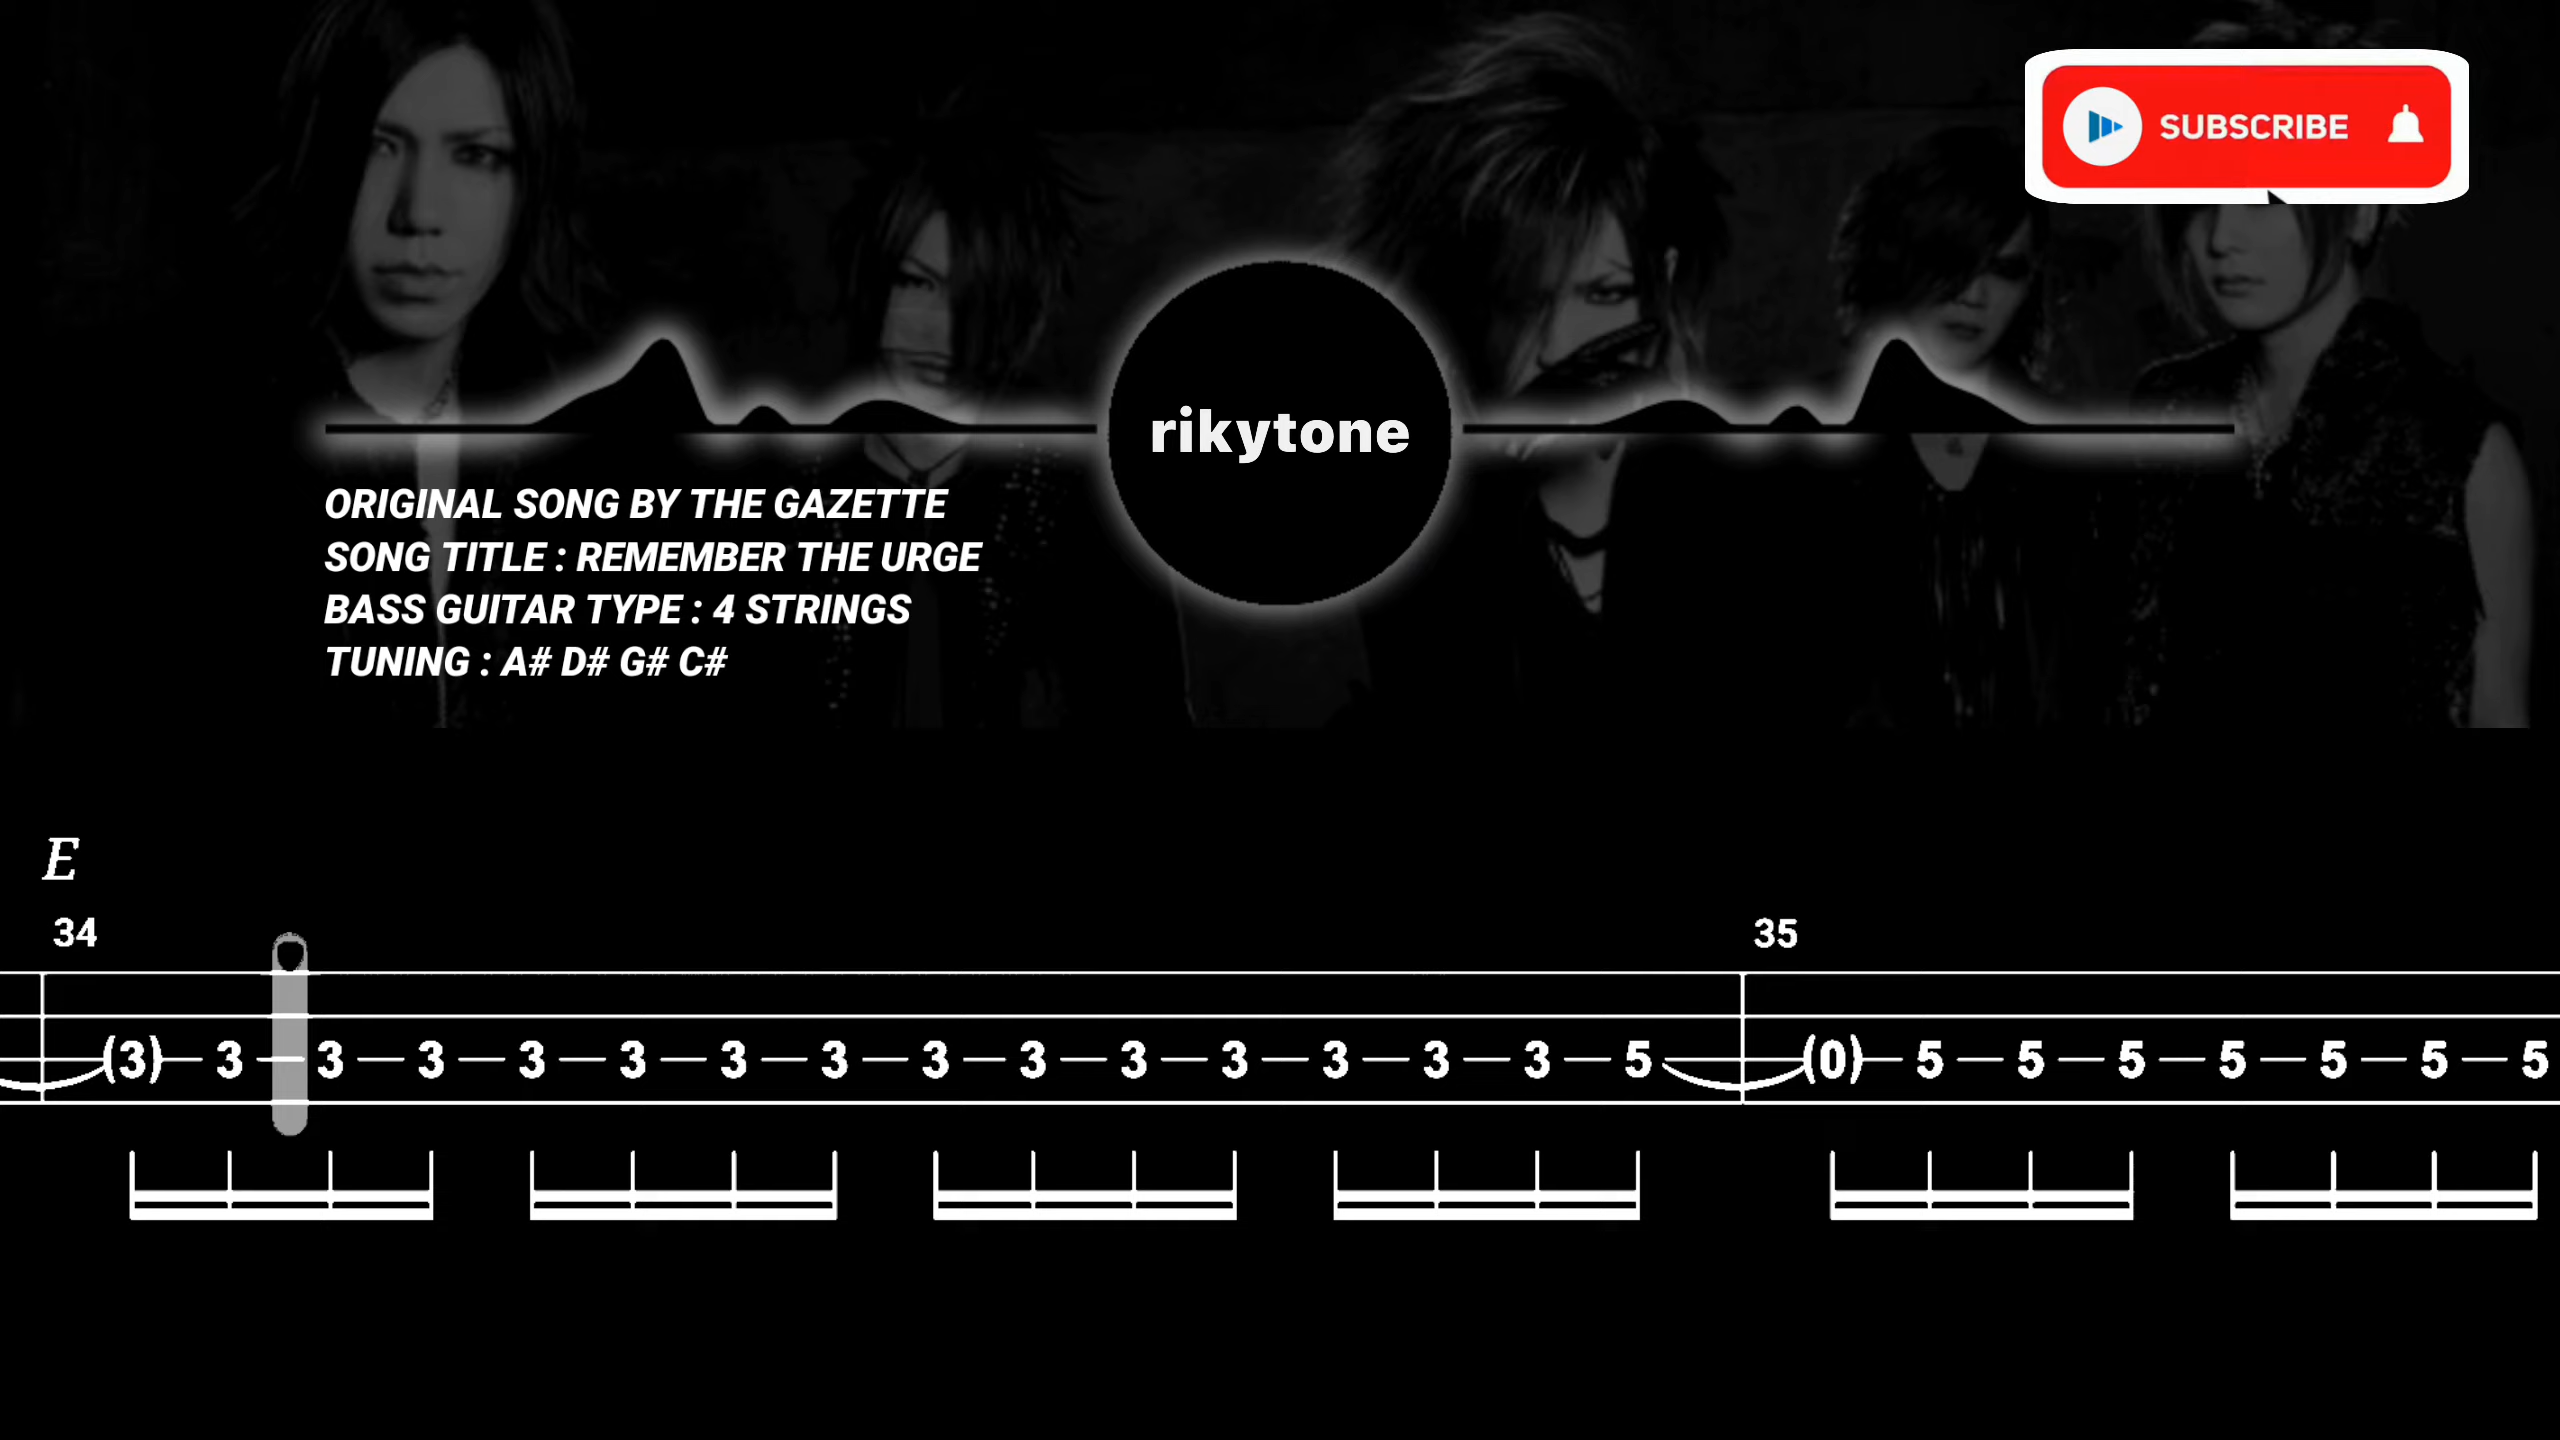 SUBSCRIBE
rikytone
ORIGINAL SONG BY THE GAZETTE
SONG TITLE : REMEMBER THE URGE
BASS GUITAR TYPE : 4 STRINGS
TUNING : A# D# G# C#
E
34 35
(3) 3 3 3 3 3 3 3 3 3 3 3 3 3 3 5 (0) 5 5 5 5 5 5 5